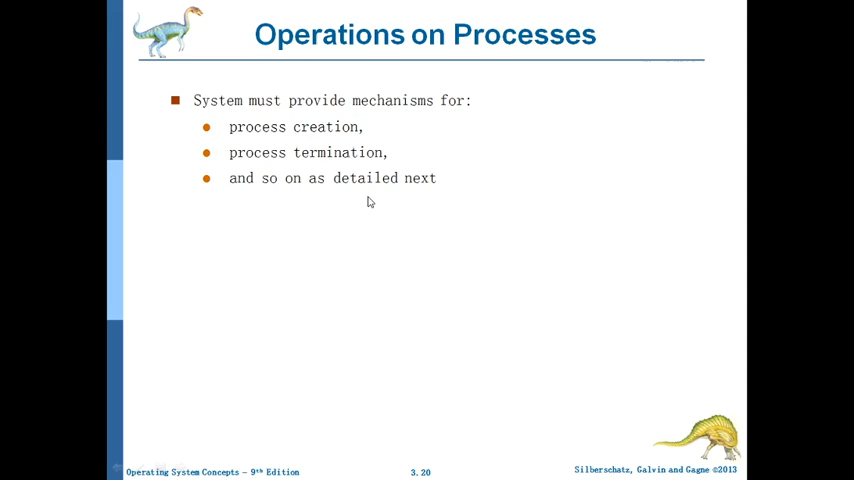 Operations on Processes
System must provide mechanisms for:
process creation,
process termination,
and so on as detailed next
Operating System Concepts – 9th Edition
3.20
Silberschatz, Galvin and Gagne ©2013